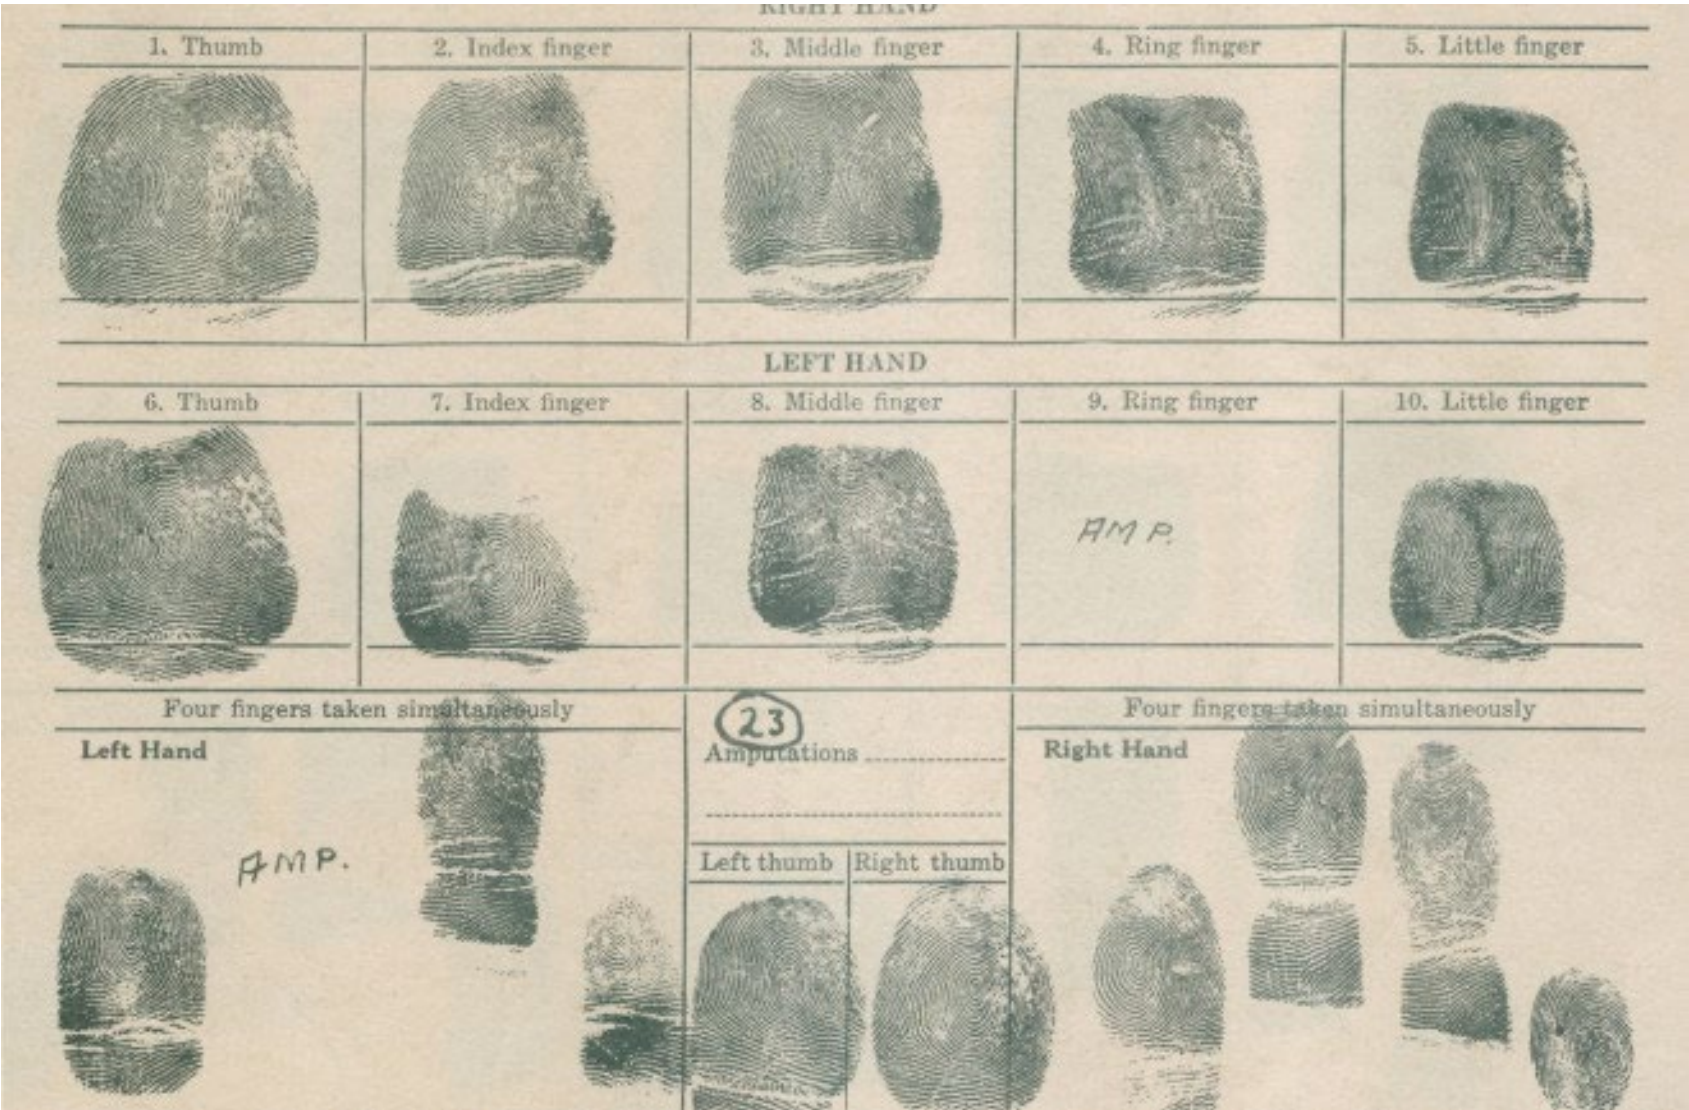 RIGHT HAND
1. Thumb 2. Index finger 3. Middle finger 4. Ring finger 5. Little finger
LEFT HAND
6. Thumb 7. Index finger 8. Middle finger 9. Ring finger 10. Little finger
AMP.
Four fingers taken simultaneously 23 Four fingers taken simultaneously
Left Hand Amputations Right Hand
AMP.
Left thumb Right thumb